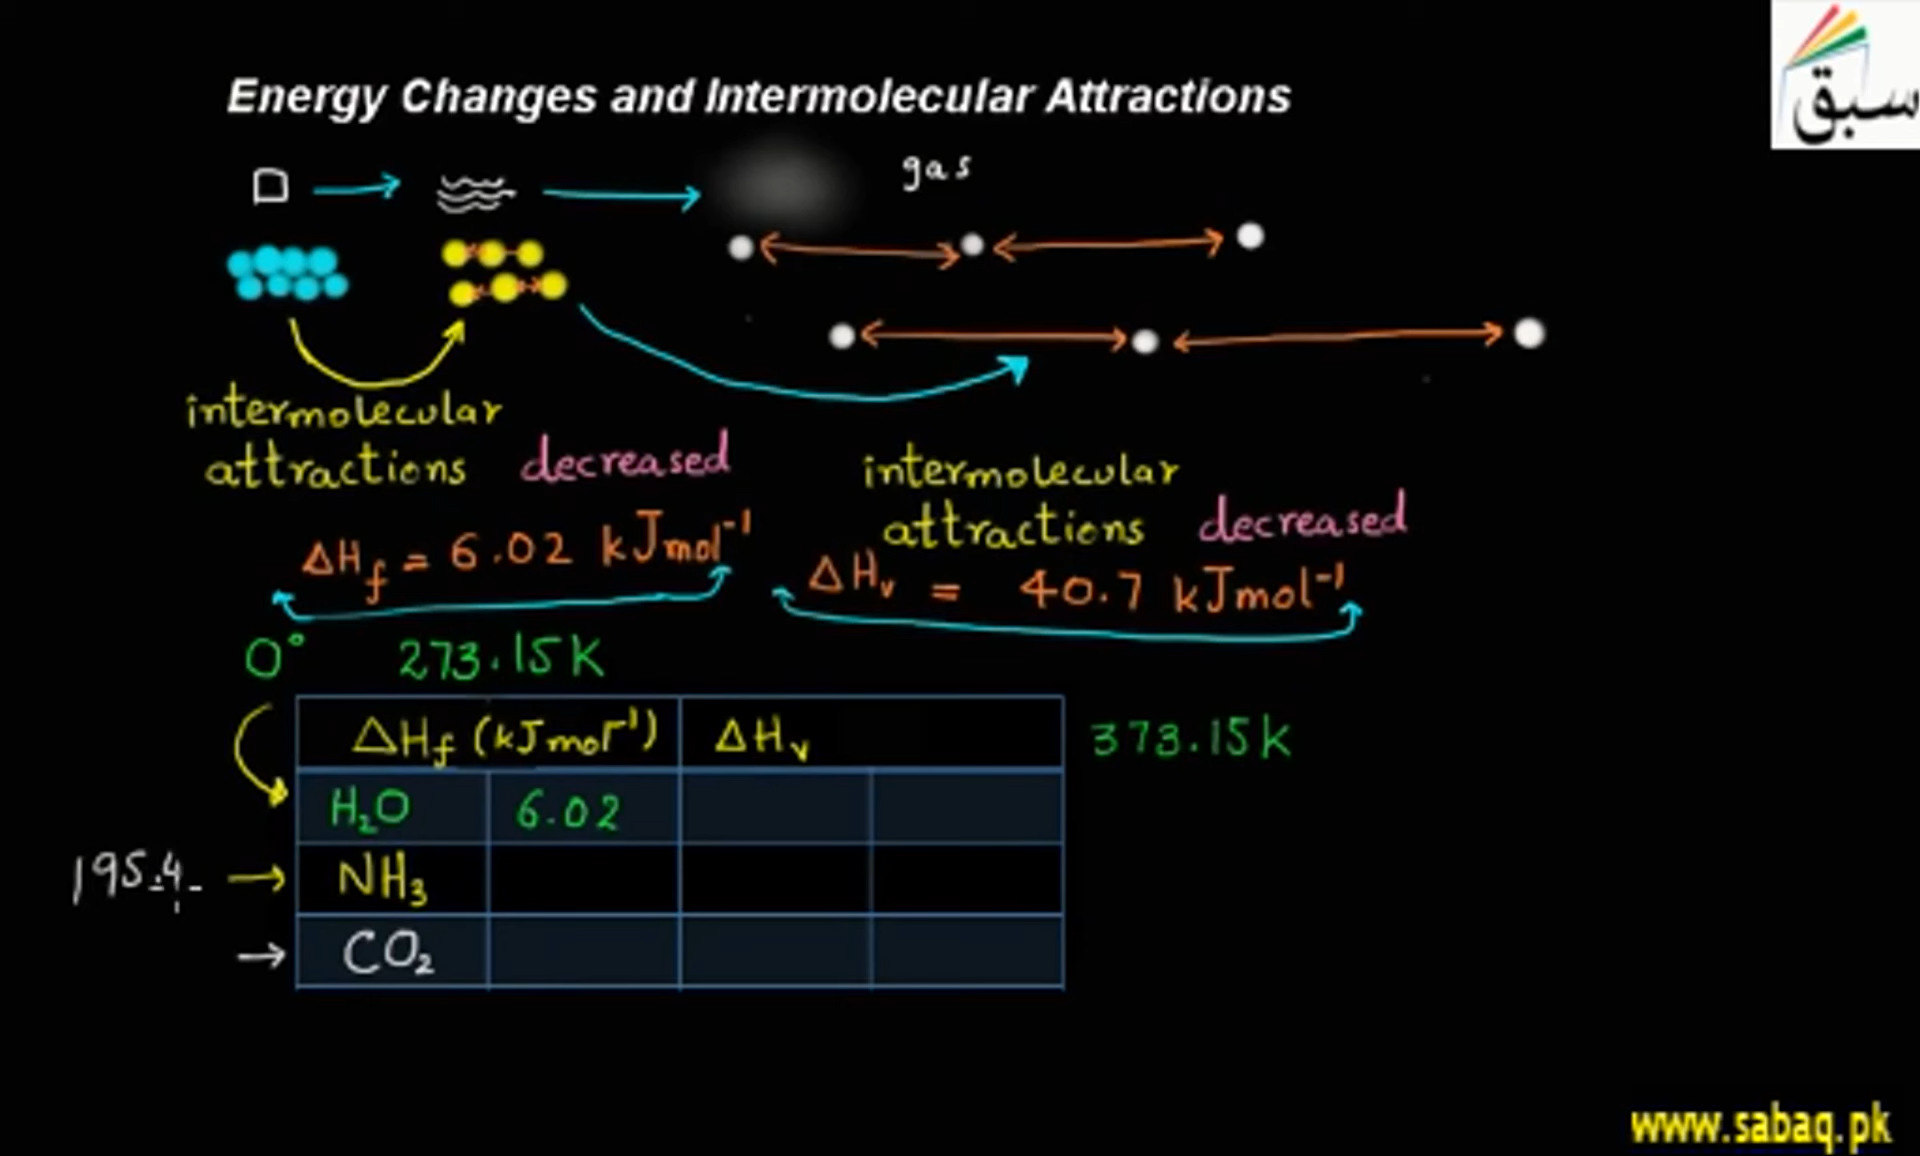 سبق
Energy Changes and Intermolecular Attractions
gas
intermolecular
attractions decreased
ΔHf = 6.02 kJmol⁻¹
intermolecular
attractions decreased
ΔHv = 40.7 kJmol⁻¹
0° 273.15K
ΔHf (kJmol⁻¹) ΔHv
373.15K
H₂O 6.02
195.4 → NH₃
→ CO₂
www.sabaq.pk